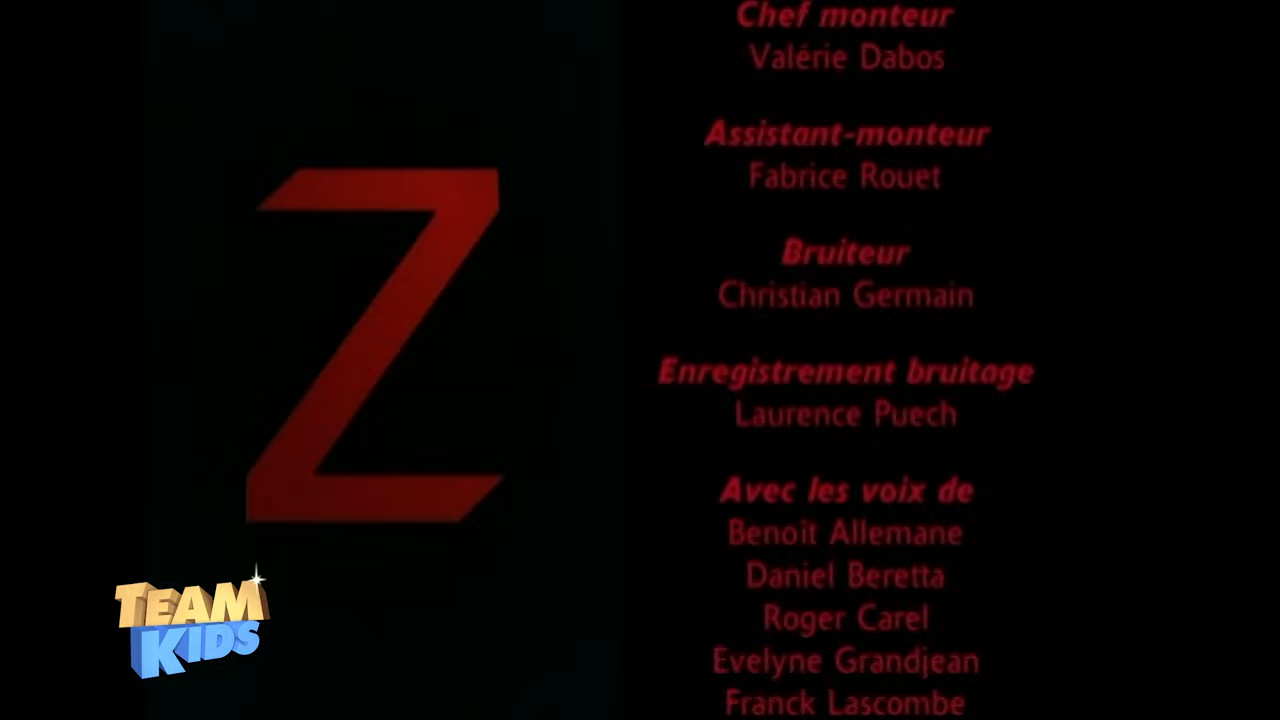 Chef monteur
Valérie Dabos
Assistant-monteur
Fabrice Rouet
Bruiteur
Christian Germain
Enregistrement bruitage
Laurence Puech
Avec les voix de
Benoît Allemane
Daniel Beretta
Roger Carel
Evelyne Grandjean
Franck Lascombe
Z
TEAM
KIDS